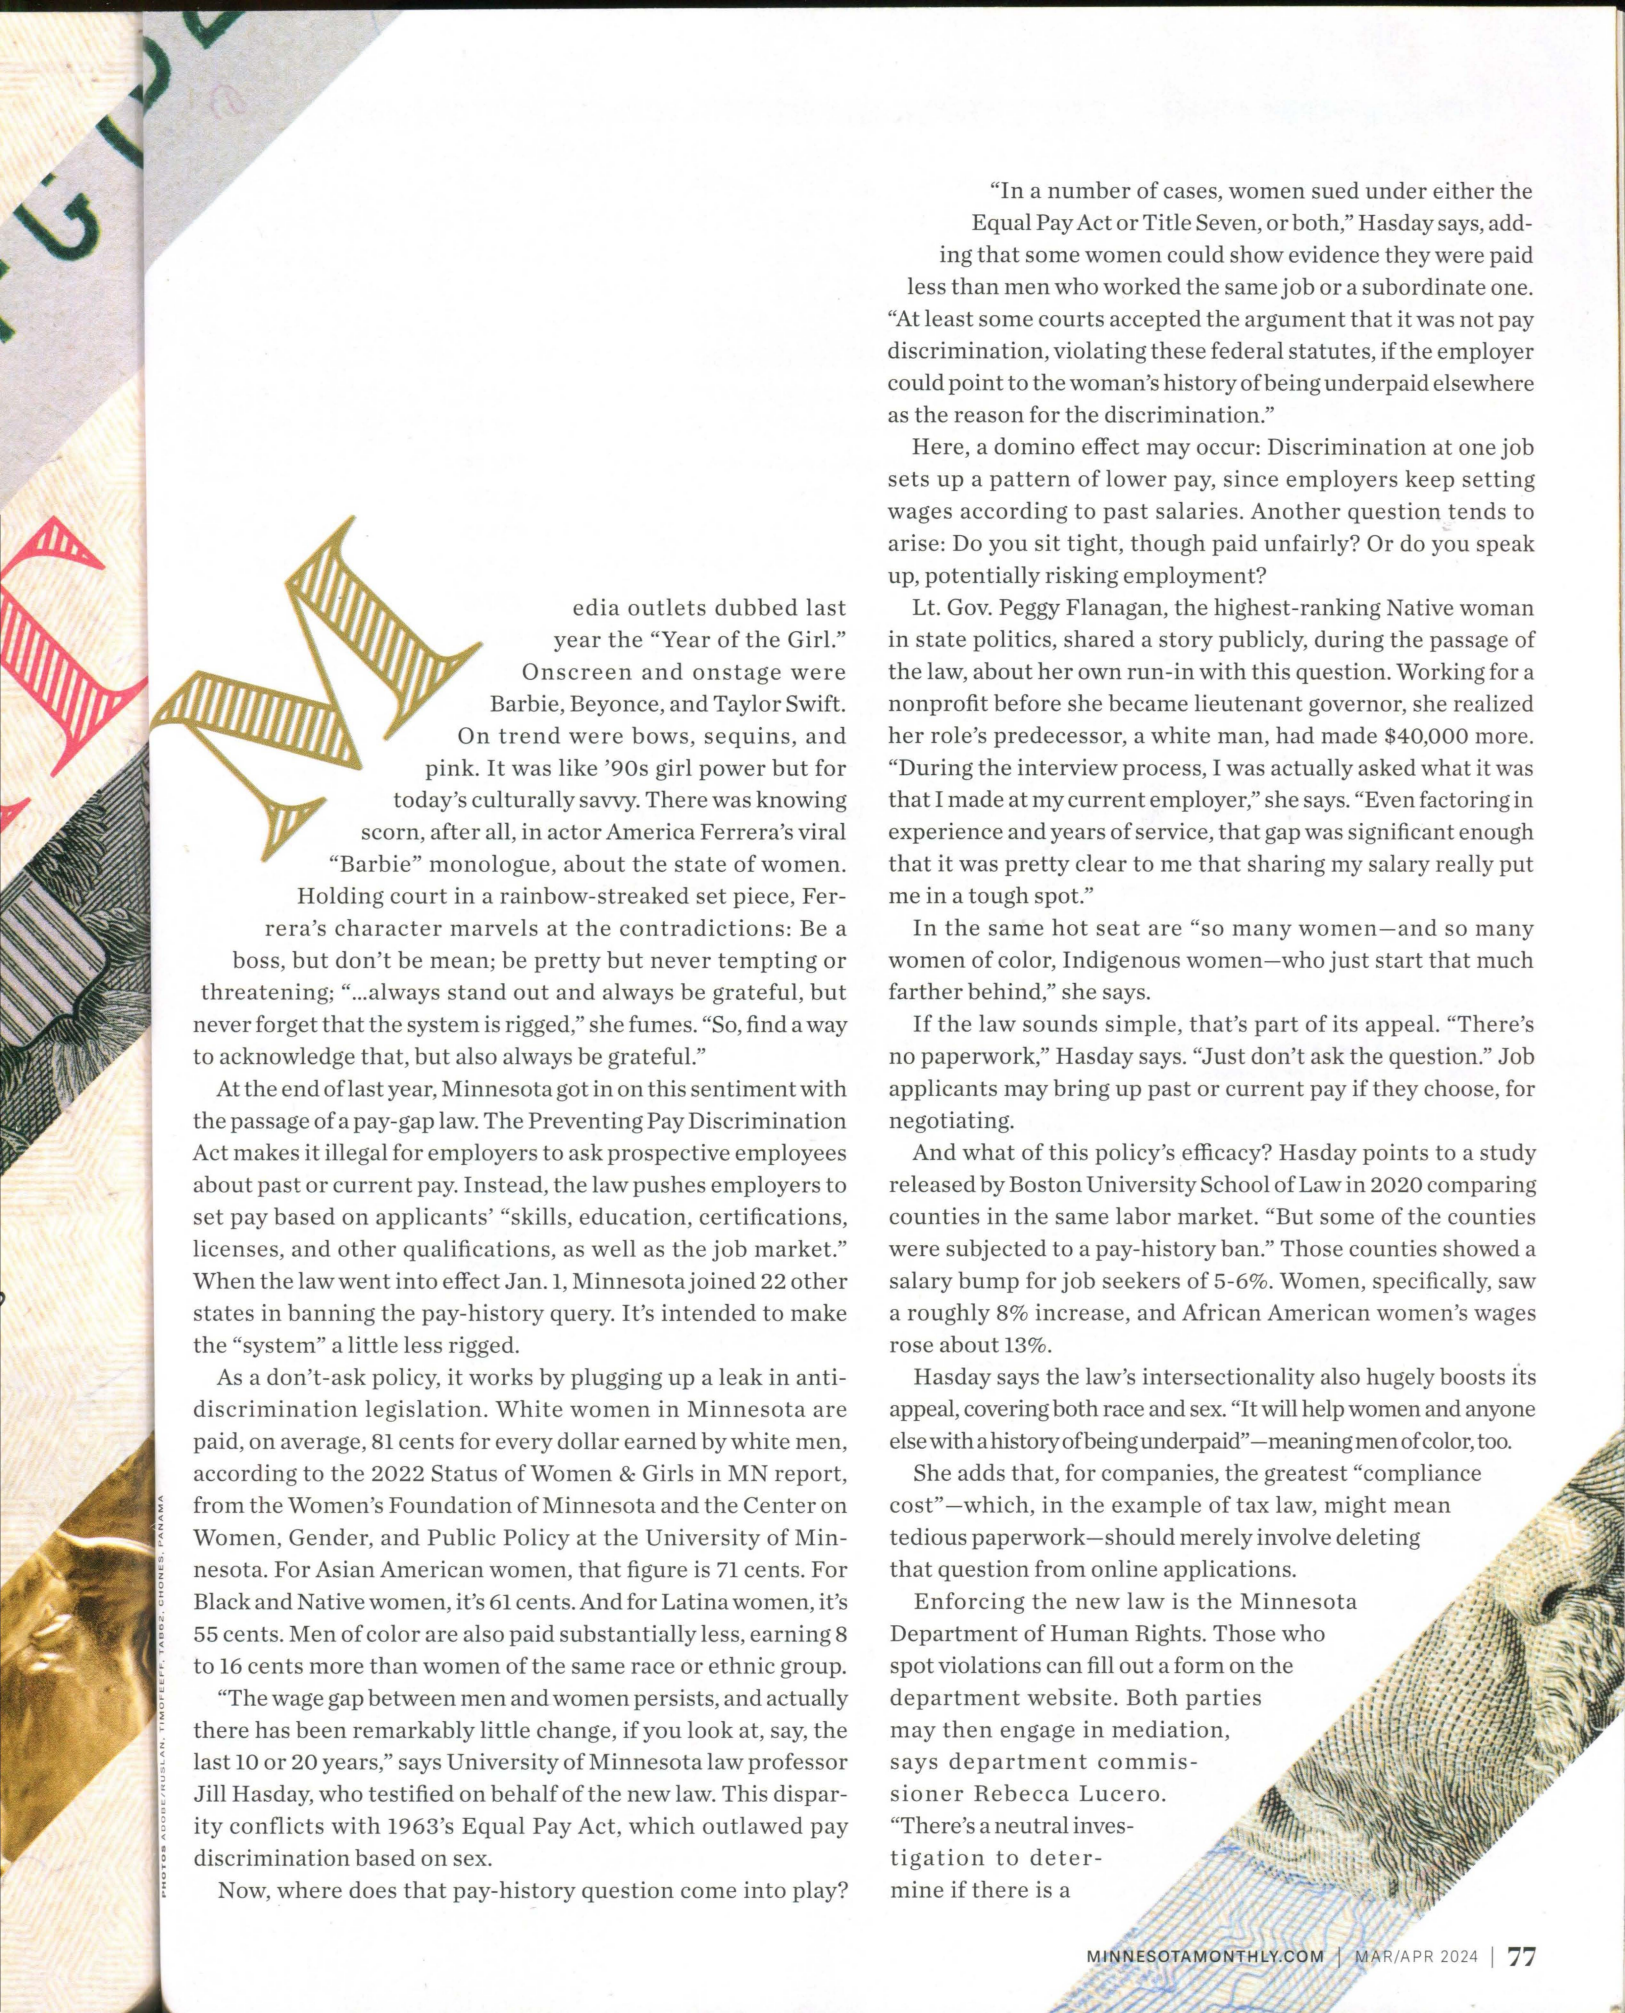 Media outlets dubbed last
year the “Year of the Girl.”
Onscreen and onstage were
Barbie, Beyonce, and Taylor Swift.
On trend were bows, sequins, and
pink. It was like ’90s girl power but for
today’s culturally savvy. There was knowing
scorn, after all, in actor America Ferrera’s viral
“Barbie” monologue, about the state of women.
Holding court in a rainbow-streaked set piece, Fer-
rera’s character marvels at the contradictions: Be a
boss, but don’t be mean; be pretty but never tempting or
threatening; “...always stand out and always be grateful, but
never forget that the system is rigged,” she fumes. “So, find a way
to acknowledge that, but also always be grateful.”
At the end of last year, Minnesota got in on this sentiment with
the passage of a pay-gap law. The Preventing Pay Discrimination
Act makes it illegal for employers to ask prospective employees
about past or current pay. Instead, the law pushes employers to
set pay based on applicants’ “skills, education, certifications,
licenses, and other qualifications, as well as the job market.”
When the law went into effect Jan. 1, Minnesota joined 22 other
states in banning the pay-history query. It’s intended to make
the “system” a little less rigged.
As a don’t-ask policy, it works by plugging up a leak in anti-
discrimination legislation. White women in Minnesota are
paid, on average, 81 cents for every dollar earned by white men,
according to the 2022 Status of Women & Girls in MN report,
from the Women’s Foundation of Minnesota and the Center on
Women, Gender, and Public Policy at the University of Min-
nesota. For Asian American women, that figure is 71 cents. For
Black and Native women, it’s 61 cents. And for Latina women, it’s
55 cents. Men of color are also paid substantially less, earning 8
to 16 cents more than women of the same race or ethnic group.
“The wage gap between men and women persists, and actually
there has been remarkably little change, if you look at, say, the
last 10 or 20 years,” says University of Minnesota law professor
Jill Hasday, who testified on behalf of the new law. This dispar-
ity conflicts with 1963’s Equal Pay Act, which outlawed pay
discrimination based on sex.
Now, where does that pay-history question come into play?
“In a number of cases, women sued under either the
Equal Pay Act or Title Seven, or both,” Hasday says, add-
ing that some women could show evidence they were paid
less than men who worked the same job or a subordinate one.
“At least some courts accepted the argument that it was not pay
discrimination, violating these federal statutes, if the employer
could point to the woman’s history of being underpaid elsewhere
as the reason for the discrimination.”
Here, a domino effect may occur: Discrimination at one job
sets up a pattern of lower pay, since employers keep setting
wages according to past salaries. Another question tends to
arise: Do you sit tight, though paid unfairly? Or do you speak
up, potentially risking employment?
Lt. Gov. Peggy Flanagan, the highest-ranking Native woman
in state politics, shared a story publicly, during the passage of
the law, about her own run-in with this question. Working for a
nonprofit before she became lieutenant governor, she realized
her role’s predecessor, a white man, had made $40,000 more.
“During the interview process, I was actually asked what it was
that I made at my current employer,” she says. “Even factoring in
experience and years of service, that gap was significant enough
that it was pretty clear to me that sharing my salary really put
me in a tough spot.”
In the same hot seat are “so many women—and so many
women of color, Indigenous women—who just start that much
farther behind,” she says.
If the law sounds simple, that’s part of its appeal. “There’s
no paperwork,” Hasday says. “Just don’t ask the question.” Job
applicants may bring up past or current pay if they choose, for
negotiating.
And what of this policy’s efficacy? Hasday points to a study
released by Boston University School of Law in 2020 comparing
counties in the same labor market. “But some of the counties
were subjected to a pay-history ban.” Those counties showed a
salary bump for job seekers of 5-6%. Women, specifically, saw
a roughly 8% increase, and African American women’s wages
rose about 13%.
Hasday says the law’s intersectionality also hugely boosts its
appeal, covering both race and sex. “It will help women and anyone
else with a history of being underpaid”—meaning men of color, too.
She adds that, for companies, the greatest “compliance
cost”—which, in the example of tax law, might mean
tedious paperwork—should merely involve deleting
that question from online applications.
Enforcing the new law is the Minnesota
Department of Human Rights. Those who
spot violations can fill out a form on the
department website. Both parties
may then engage in mediation,
says department commis-
sioner Rebecca Lucero.
“There’s a neutral inves-
tigation to deter-
mine if there is a
PHOTOS ADOBE/RUSLAN, TIMOFEEFF, TAB62, CHONES, PANAMA
MINNESOTAMONTHLY.COM | MAR/APR 2024 | 77